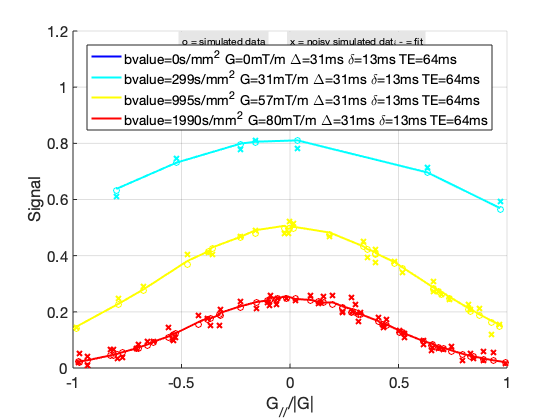 1.2
o = simulated data x = noisy simulated data - = fit
bvalue=0s/mm² G=0mT/m Δ=31ms δ=13ms TE=64ms
bvalue=299s/mm² G=31mT/m Δ=31ms δ=13ms TE=64ms
bvalue=995s/mm² G=57mT/m Δ=31ms δ=13ms TE=64ms
bvalue=1990s/mm² G=80mT/m Δ=31ms δ=13ms TE=64ms
1
0.8
0.6
0.4
0.2
0
Signal
-1 -0.5 0 0.5 1
G_{//}/|G|